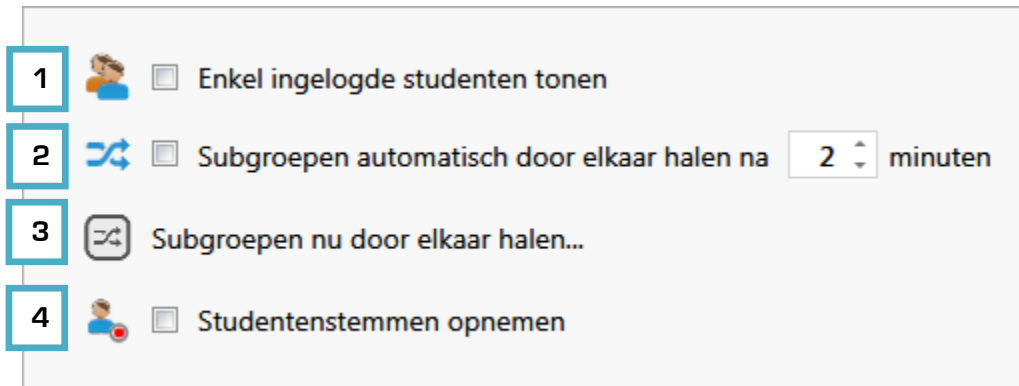 1 Enkel ingelogde studenten tonen
2 Subgroepen automatisch door elkaar halen na 2 minuten
3 Subgroepen nu door elkaar halen...
4 Studentenstemmen opnemen